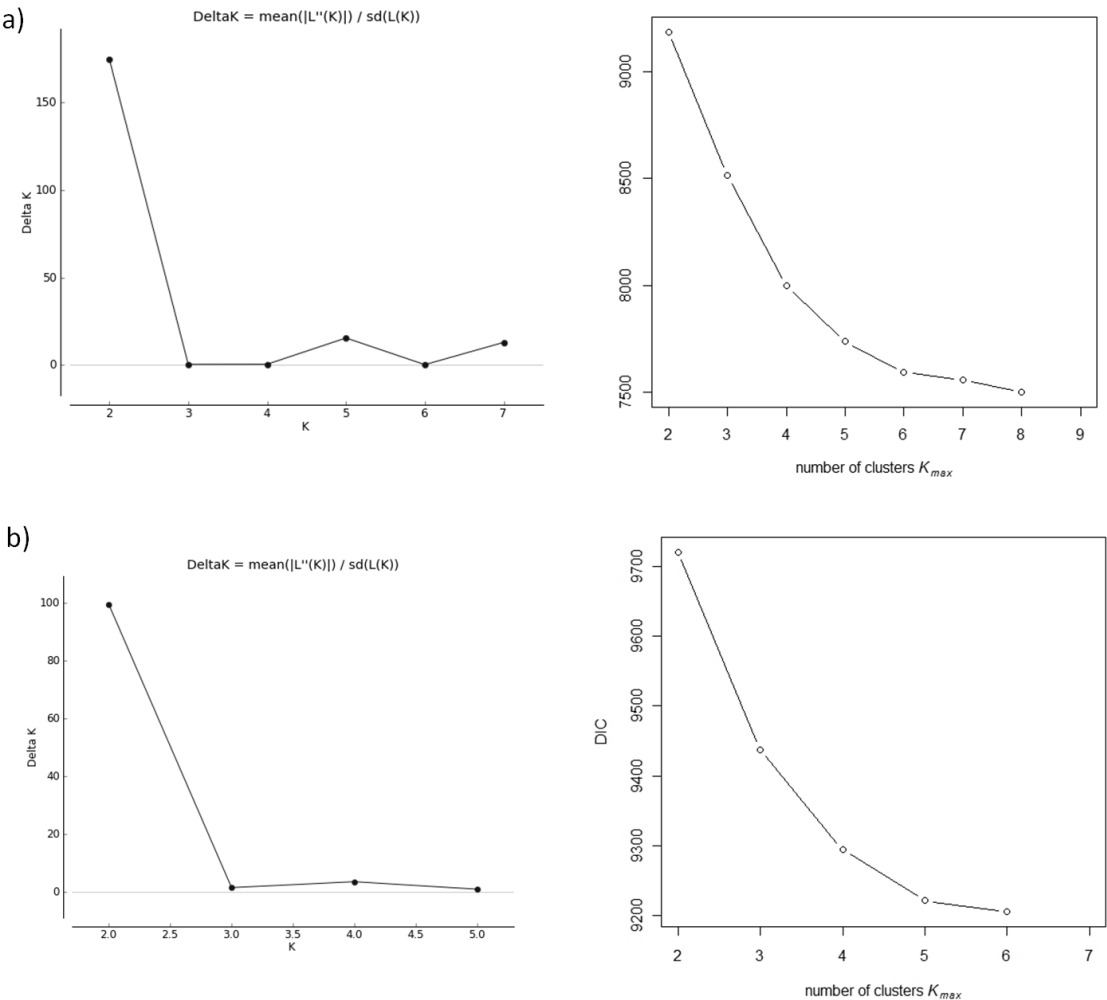 a)
DeltaK = mean(|L''(K)|) / sd(L(K))
150
100
50
0
Delta K
2 3 4 5 6 7
K
9000
8500
8000
7500
2 3 4 5 6 7 8 9
number of clusters K max
b)
DeltaK = mean(|L''(K)|) / sd(L(K))
100
80
60
40
20
0
Delta K
2.0 2.5 3.0 3.5 4.0 4.5 5.0
K
9700
9600
9500
9400
9300
9200
DIC
2 3 4 5 6 7
number of clusters K max